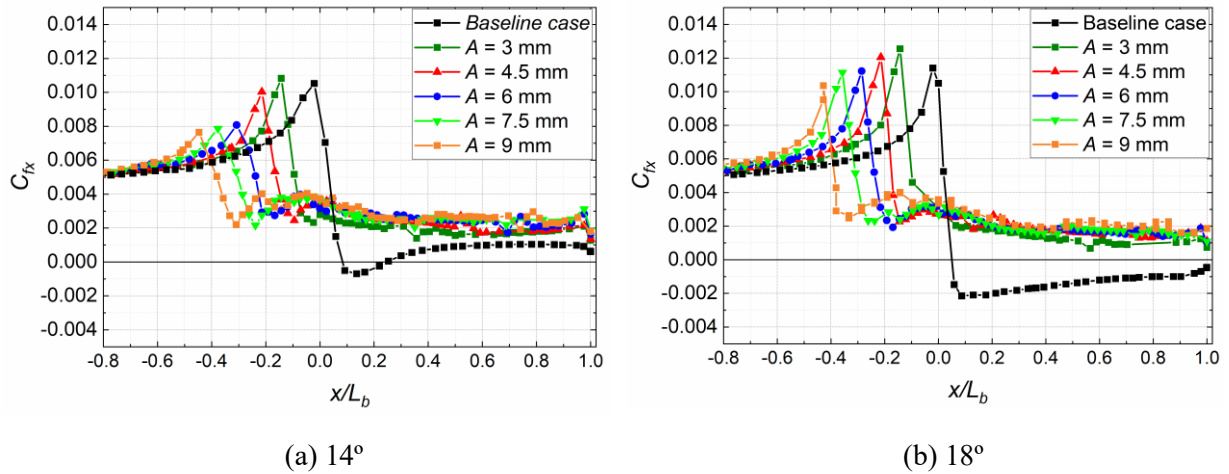 0.014
0.012
0.010
0.008
0.006
0.004
0.002
0.000
-0.002
-0.004
C_fx
-0.8
-0.6
-0.4
-0.2
0.0
0.2
0.4
0.6
0.8
1.0
x/L_b
Baseline case
A = 3 mm
A = 4.5 mm
A = 6 mm
A = 7.5 mm
A = 9 mm
(a) 14º
0.014
0.012
0.010
0.008
0.006
0.004
0.002
0.000
-0.002
-0.004
C_fx
-0.8
-0.6
-0.4
-0.2
0.0
0.2
0.4
0.6
0.8
1.0
x/L_b
Baseline case
A = 3 mm
A = 4.5 mm
A = 6 mm
A = 7.5 mm
A = 9 mm
(b) 18º